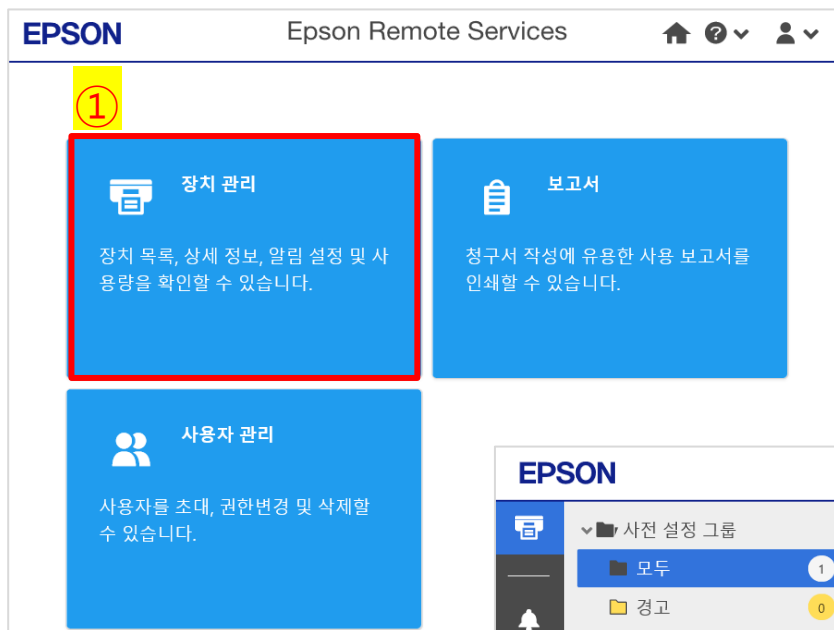 EPSON
Epson Remote Services
①
장치 관리
장치 목록, 상세 정보, 알림 설정 및 사
용량을 확인할 수 있습니다.
보고서
청구서 작성에 유용한 사용 보고서를
인쇄할 수 있습니다.
사용자 관리
사용자를 초대, 권한변경 및 삭제할
수 있습니다.
EPSON
사전 설정 그룹
모두 1
경고 0